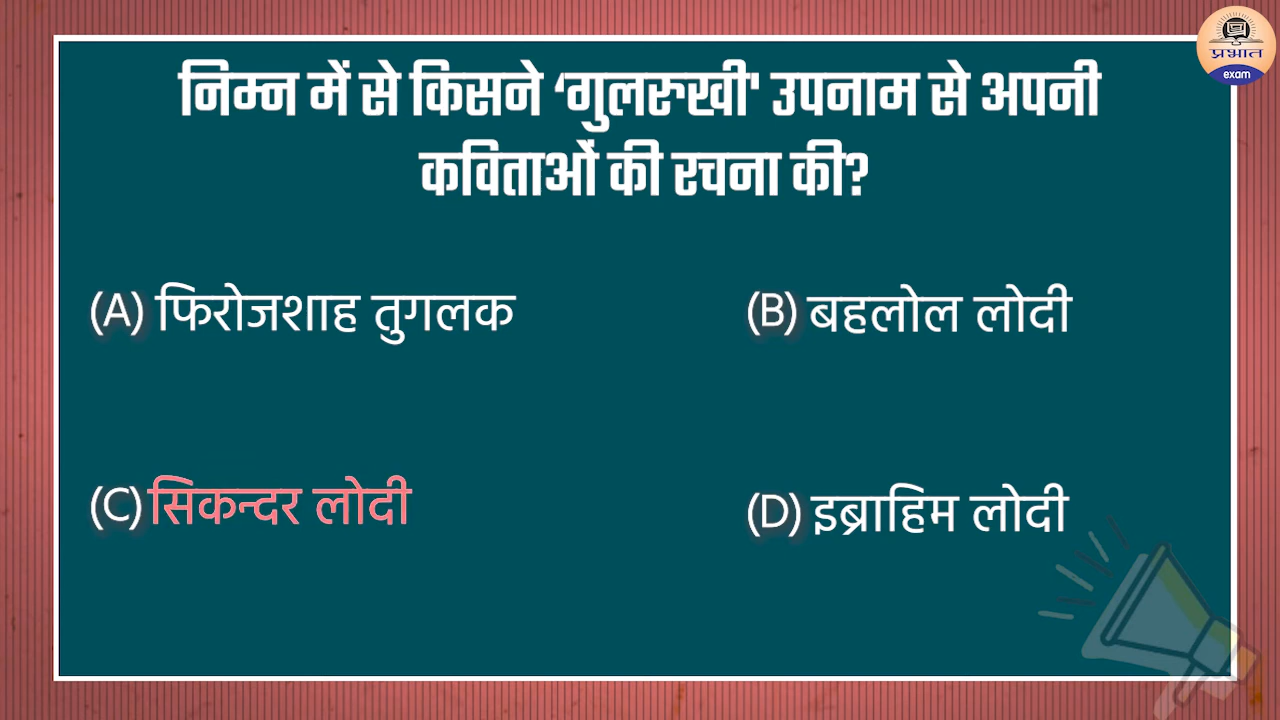 प्रभात
exam
निम्न में से किसने ‘गुलरुखी' उपनाम से अपनी
कविताओं की रचना की?
(A) फिरोजशाह तुगलक
(B) बहलोल लोदी
(C) सिकन्दर लोदी
(D) इब्राहिम लोदी